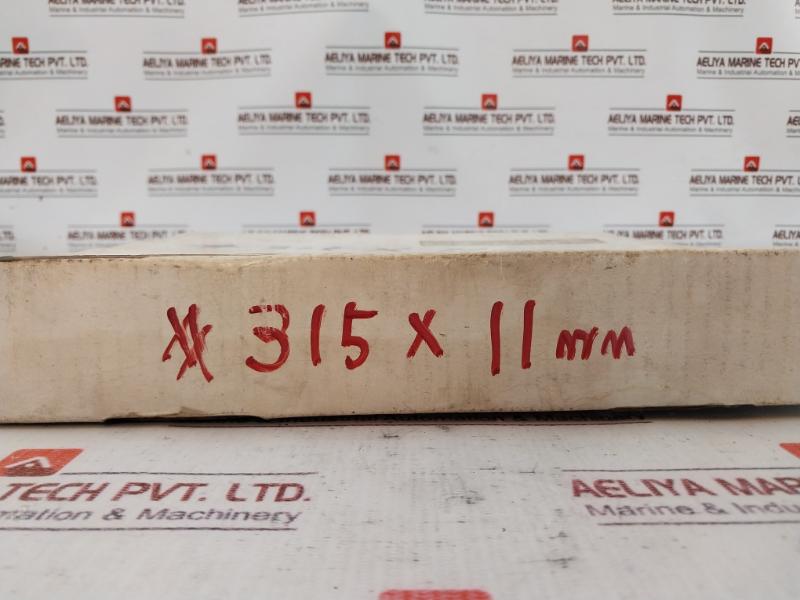 AELIYA MARINE TECH PVT. LTD.
Marine & Industrial Automation & Machinery
315 x 11 mm
TECH PVT. LTD.
mation & Machinery
AELIYA MAR
Marine & Indu